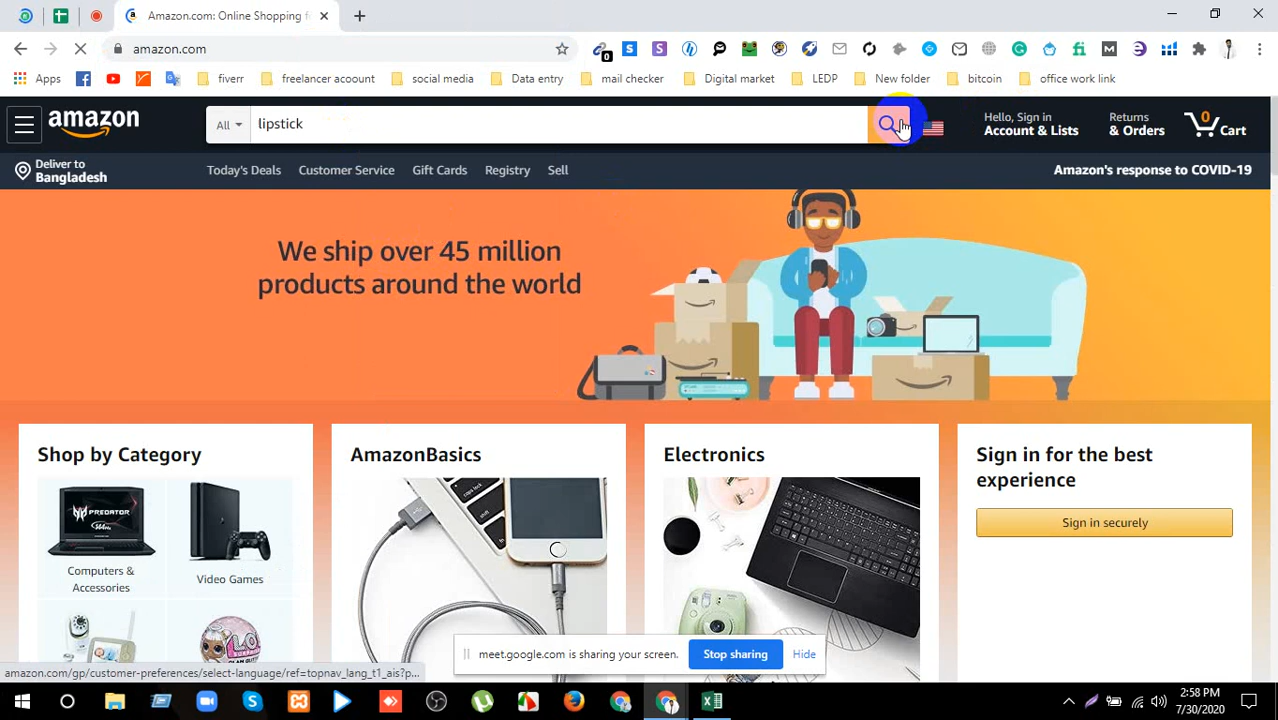 Amazon.com: Online Shopping f
amazon.com
0
Apps
fiverr
freelancer acoount
social media
Data entry
mail checker
Digital market
LEDP
New folder
bitcoin
office work link
amazon
All
lipstick
Hello, Sign in
Account & Lists
Returns
& Orders
0
Cart
Deliver to
Bangladesh
Today's Deals
Customer Service
Gift Cards
Registry
Sell
Amazon's response to COVID-19
We ship over 45 million
products around the world
Shop by Category
AmazonBasics
Electronics
Sign in for the best
experience
Sign in securely
PREDATOR
Computers &
Accessories
Video Games
meet.google.com is sharing your screen.
Stop sharing
Hide
amazon.com/gp/customer-preferences/select-language/ref=topnav_lang_t1_ais?p...
2:58 PM
7/30/2020